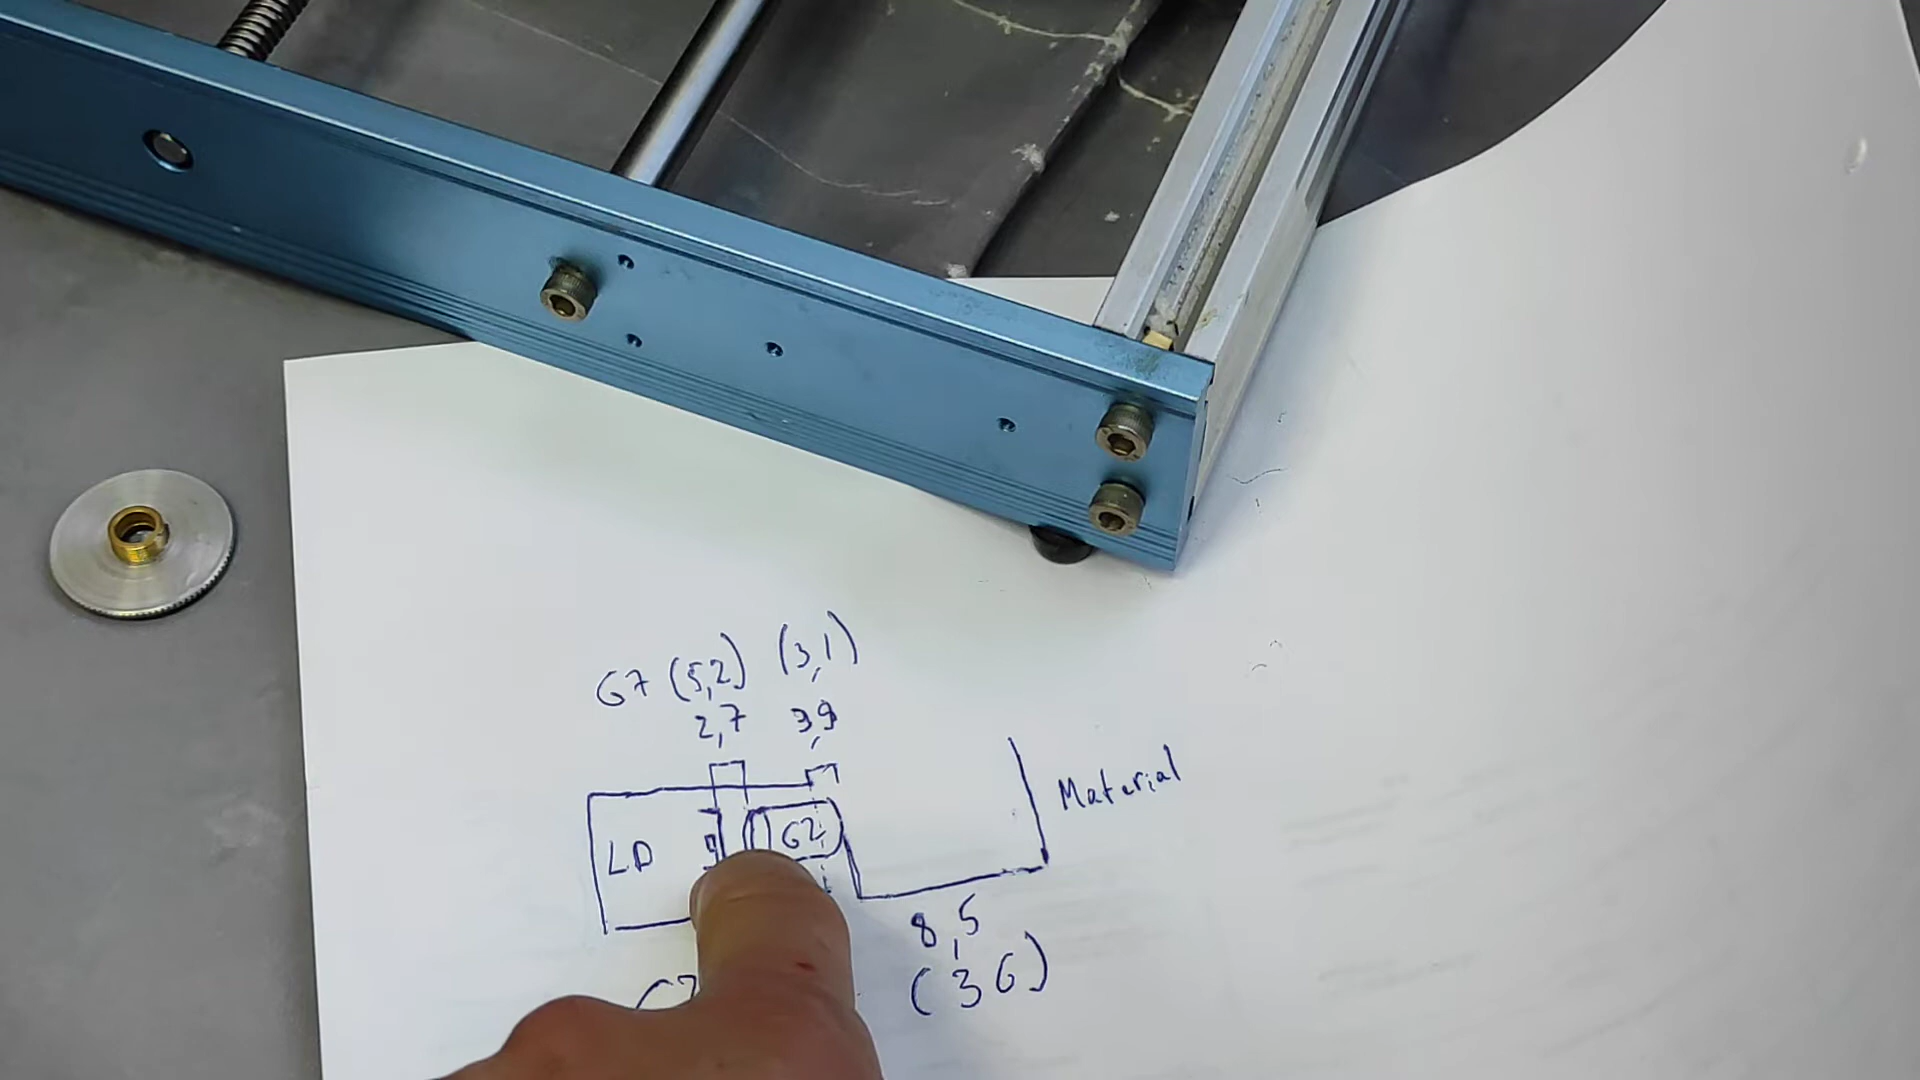 G7 (5,2) (3,1)
2,7 3,9
Material
LD G2
8,5
(36)